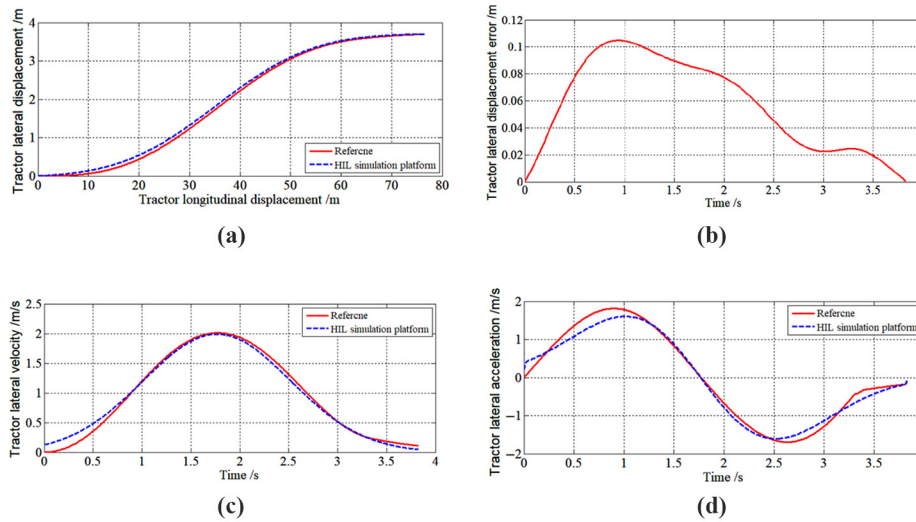 Tractor lateral displacement /m
4
3
2
1
0
0 10 20 30 40 50 60 70 80
Tractor longitudinal displacement /m
Refercne
HIL simulation platform
(a)
Tractor lateral displacement error/m
0.12
0.1
0.08
0.06
0.04
0.02
0
0 0.5 1 1.5 2 2.5 3 3.5
Time /s
(b)
Tractor lateral velocity /m/s
2.5
2
1.5
1
0.5
0
0 0.5 1 1.5 2 2.5 3 3.5 4
Time /s
Refercne
HIL simulation platform
(c)
Tractor lateral acceleration/ m/s
2
1
0
−1
−2
0 0.5 1 1.5 2 2.5 3 3.5
Time /s
Refercne
HIL simulation platform
(d)